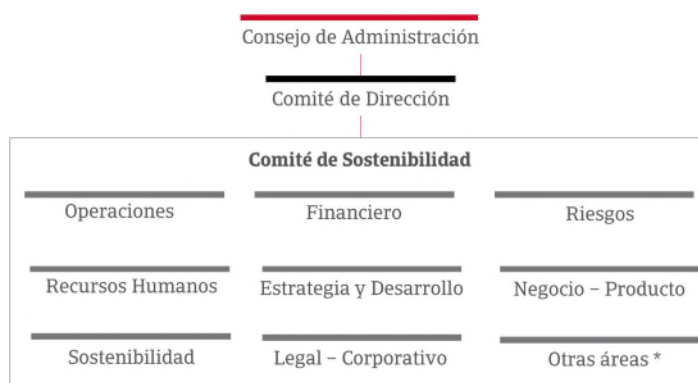 Consejo de Administración
Comité de Dirección
Comité de Sostenibilidad
Operaciones
Financiero
Riesgos
Recursos Humanos
Estrategia y Desarrollo
Negocio – Producto
Sostenibilidad
Legal – Corporativo
Otras áreas *